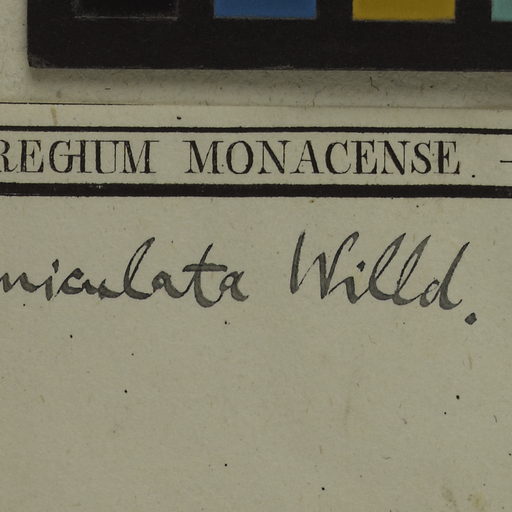 REGIUM MONACENSE. —
niculata Willd.